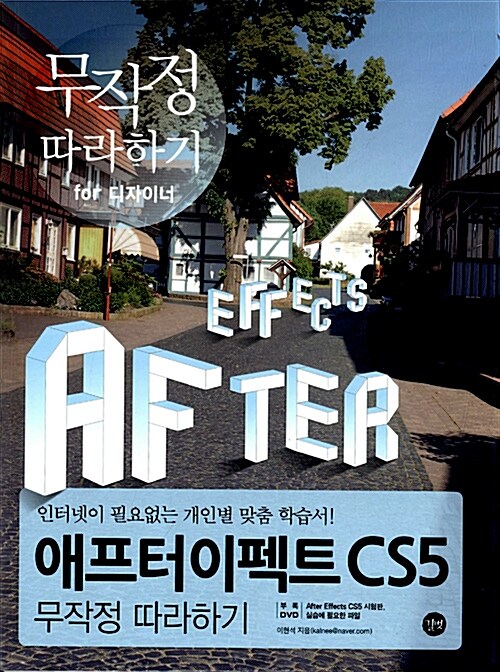 무작정
따라하기
for 디자이너
EFFECTS
AFTER
인터넷이 필요없는 개인별 맞춤 학습서!
애프터이펙트 CS5
무작정 따라하기
부록
DVD
After Effects CS5 시험판,
실습에 필요한 파일
이현석 지음(kalnee@naver.com)
길벗